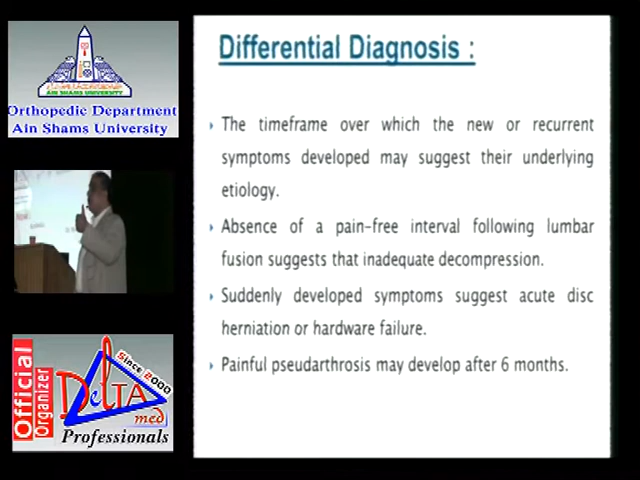 AIN SHAMS UNIVERSITY
Orthopedic Department
Ain Shams University
Official
Organizer
Since 2000
DeltA
med
Professionals
Differential Diagnosis :
The timeframe over which the new or recurrent
symptoms developed may suggest their underlying
etiology.
Absence of a pain-free interval following lumbar
fusion suggests that inadequate decompression.
Suddenly developed symptoms suggest acute disc
herniation or hardware failure.
Painful pseudarthrosis may develop after 6 months.